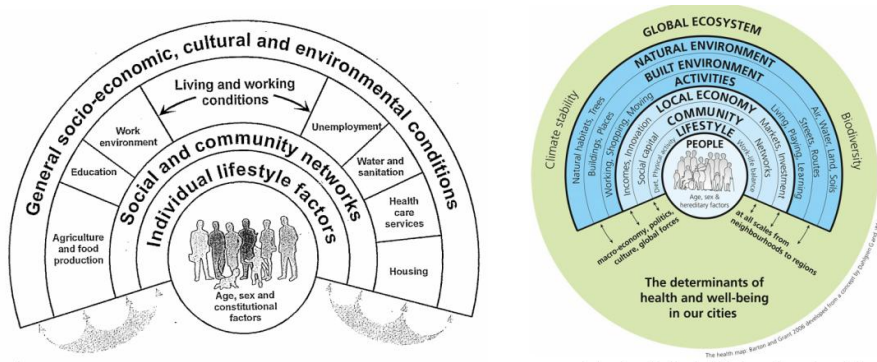 General socio-economic, cultural and environmental conditions
Living and working
conditions
Work
environment
Unemployment
Education
Water and
sanitation
Agriculture
and food
production
Health
care
services
Housing
Social and community networks
Individual lifestyle factors
Age, sex and
constitutional
factors
GLOBAL ECOSYSTEM
NATURAL ENVIRONMENT
BUILT ENVIRONMENT
ACTIVITIES
LOCAL ECONOMY
COMMUNITY
LIFESTYLE
PEOPLE
Climate stability
Natural habitats, Trees
Buildings, Places
Working, Shopping, Moving
Incomes, Innovation
Social capital
Diet, Physical activity
Work-life balance
Networks
Markets, Investment
Living, Playing, Learning
Streets, Routes
Air, Water, Land, Soils
Biodiversity
Age, sex &
hereditary factors
macro-economy, politics,
culture, global forces
at all scales from
neighbourhoods to regions
The determinants of
health and well-being
in our cities
The health map: Barton and Grant 2006 developed from a concept by Dahlgren and